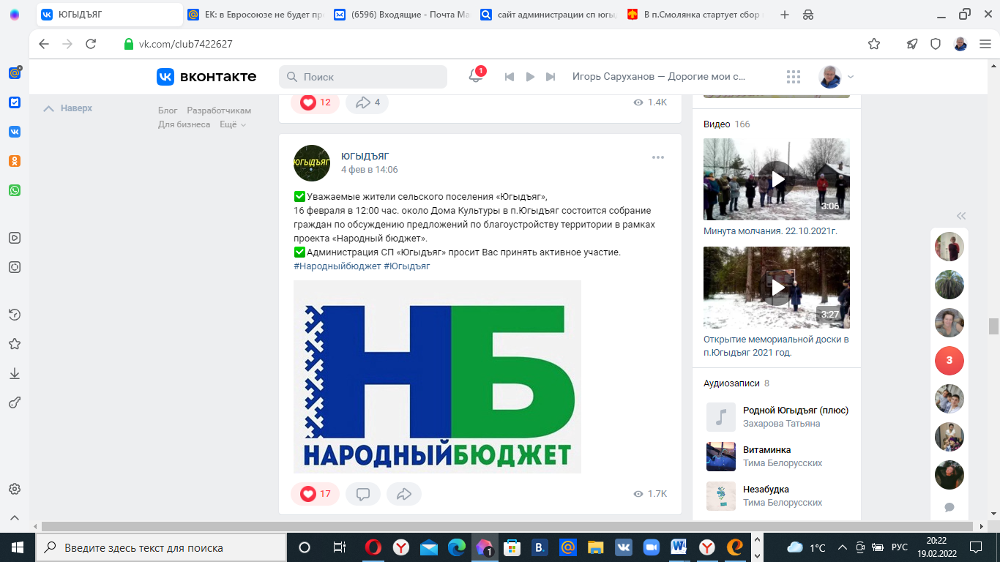 ЮГЫДЪЯГ
ЕК: в Евросоюзе не будет пр
(6596) Входящие - Почта Ма
сайт администрации сп югы
В п.Смолянка стартует сбор
vk.com/club7422627
вконтакте
Поиск
1
Игорь Саруханов — Дорогие мои с...
Наверх
Блог Разработчикам
Для бизнеса Ещё
12
4
1.4K
ЮГЫДЪЯГ
ЮГЫДЪЯГ
4 фев в 14:06
Уважаемые жители сельского поселения «Югыдъяг»,
16 февраля в 12:00 час. около Дома Культуры в п.Югыдъяг состоится собрание
граждан по обсуждению предложений по благоустройству территории в рамках
проекта «Народный бюджет».
Администрация СП «Югыдъяг» просит Вас принять активное участие.
#Народныйбюджет #Югыдъяг
НБ
НАРОДНЫЙБЮДЖЕТ
17
1.7K
Видео 166
3:06
Минута молчания. 22.10.2021г.
3:27
Открытие мемориальной доски в
п.Югыдъяг 2021 год.
Аудиозаписи 8
Родной Югыдъяг (плюс)
Захарова Татьяна
Витаминка
Тима Белорусских
Незабудка
Тима Белорусских
3
Введите здесь текст для поиска
1
B.
1°C
РУС
20:22
19.02.2022